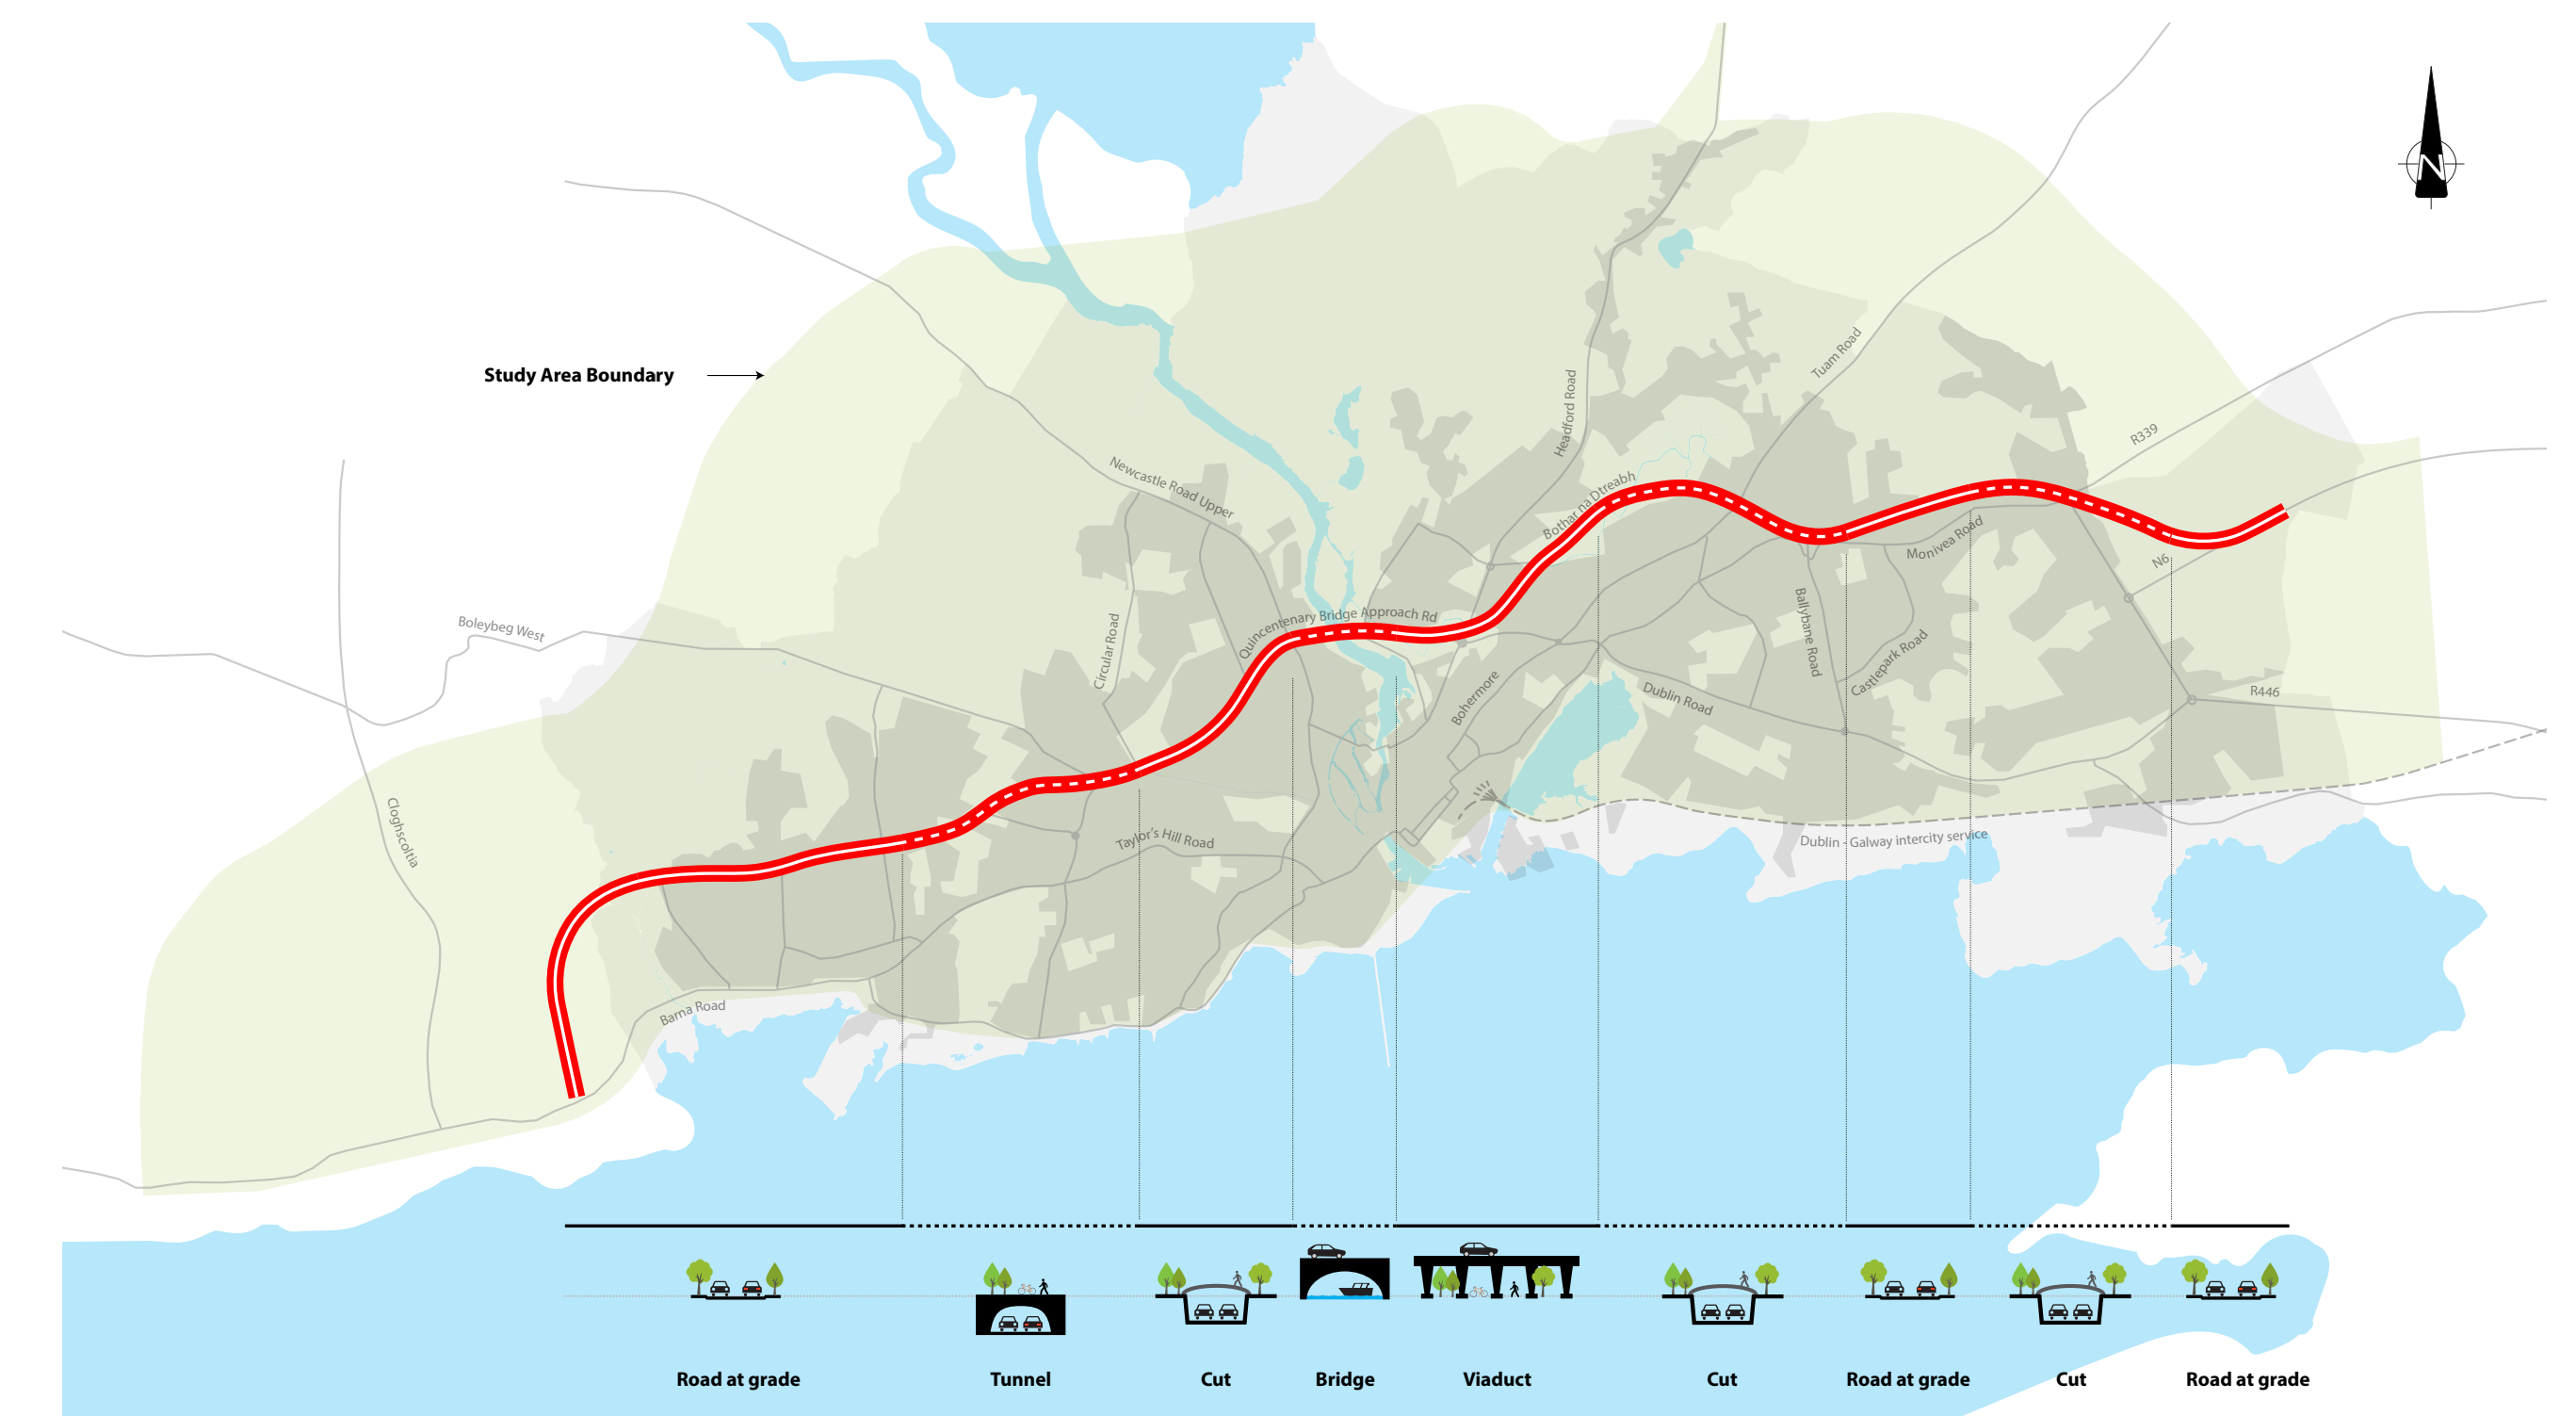 N
Study Area Boundary
Tuam Road
Headford Road
R339
Newcastle Road Upper
Bothar na Dtreabh
Monivea Road
N6
Boleybeg West
Quincentenary Bridge Approach Rd
Circular Road
Ballybane Road
Castlepark Road
Bohermore
Dublin Road
R446
Cloghscoltia
Taylor's Hill Road
Dublin - Galway intercity service
Barna Road
Road at grade
Tunnel
Cut
Bridge
Viaduct
Cut
Road at grade
Cut
Road at grade